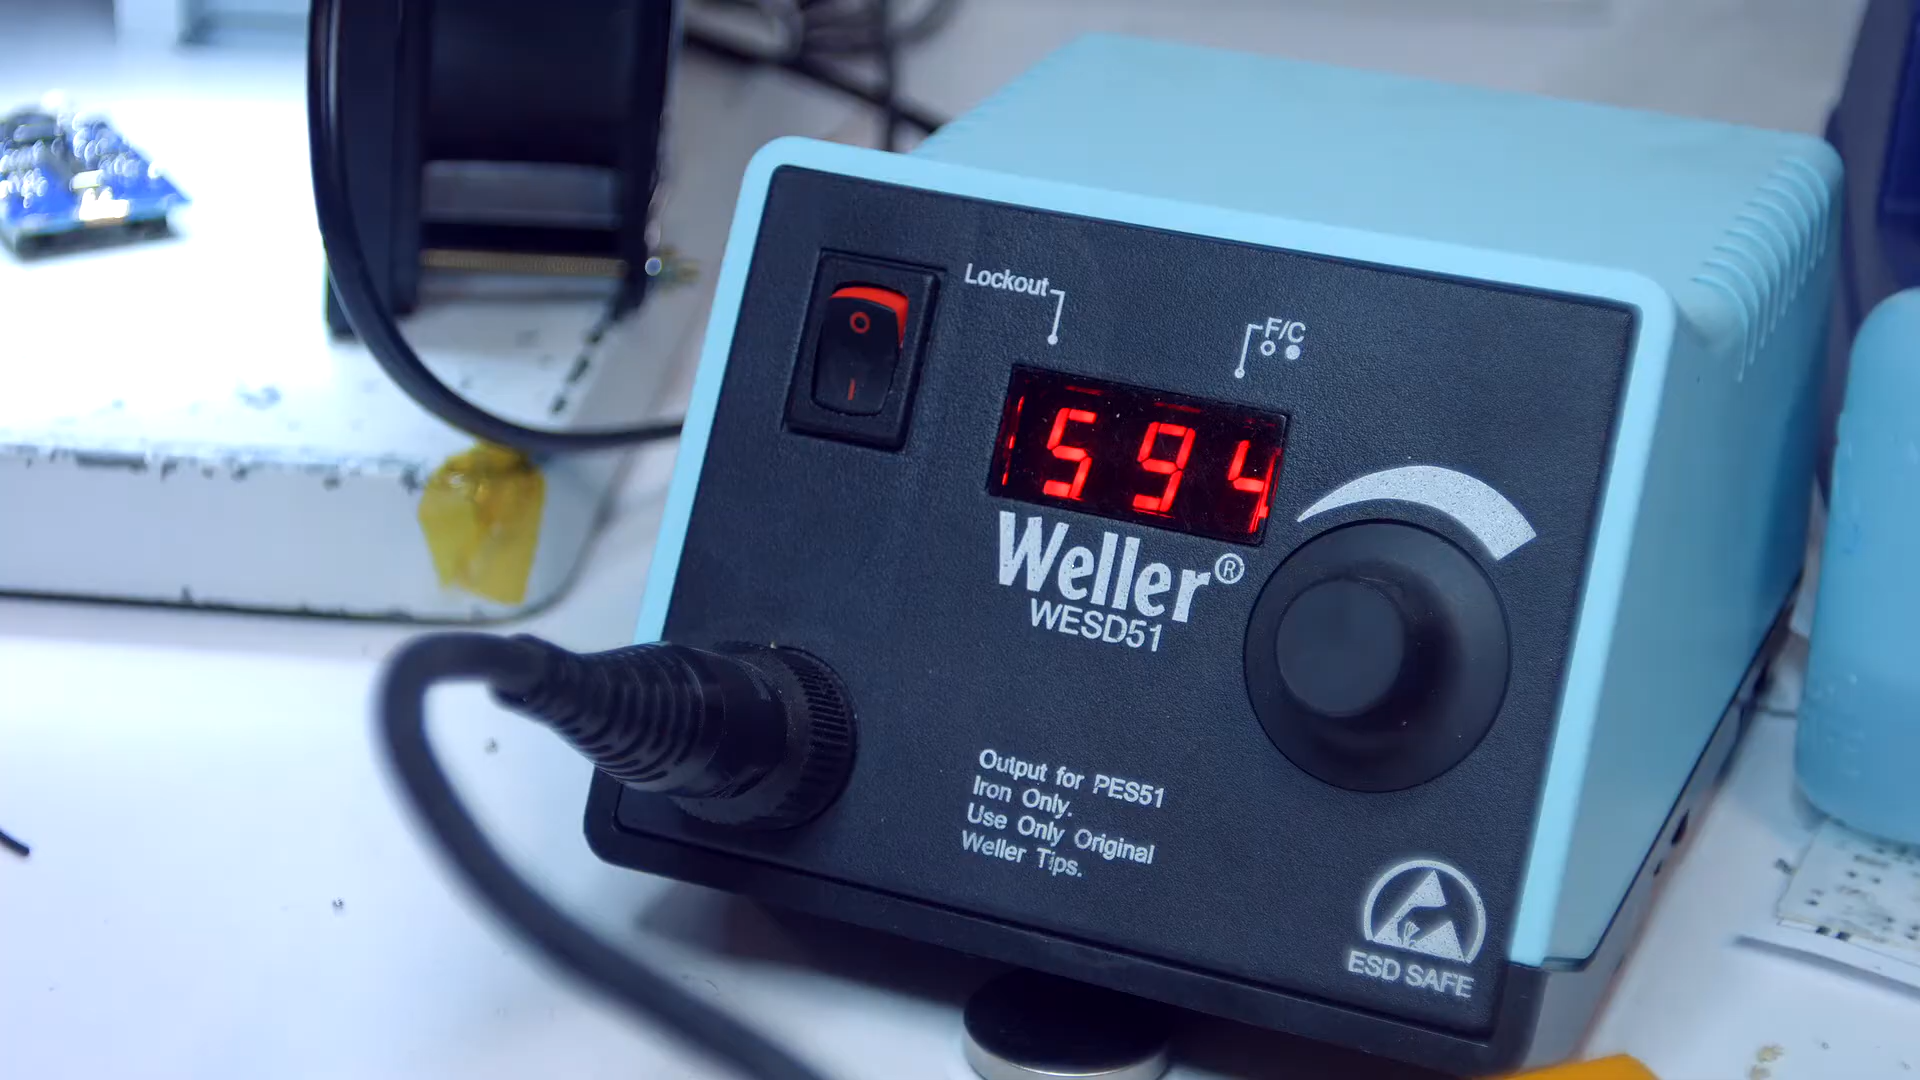 Lockout
F/C
594
Weller®
WESD51
Output for PES51
Iron Only.
Use Only Original
Weller Tips.
ESD SAFE